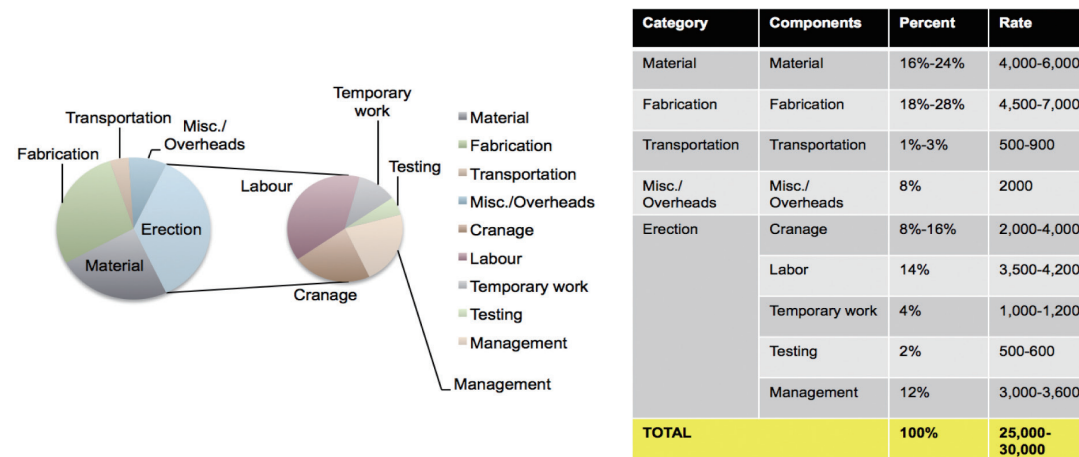 Temporary
work
Transportation
Misc./
Overheads
Fabrication
Testing
Labour
Erection
Material
Cranage
Management
Material
Fabrication
Transportation
Misc./Overheads
Cranage
Labour
Temporary work
Testing
Management
Category Components Percent Rate
Material Material 16%-24% 4,000-6,000
Fabrication Fabrication 18%-28% 4,500-7,000
Transportation Transportation 1%-3% 500-900
Misc./ Misc./ 8% 2000
Overheads Overheads
Erection Cranage 8%-16% 2,000-4,000
Labor 14% 3,500-4,200
Temporary work 4% 1,000-1,200
Testing 2% 500-600
Management 12% 3,000-3,600
TOTAL 100% 25,000-
30,000